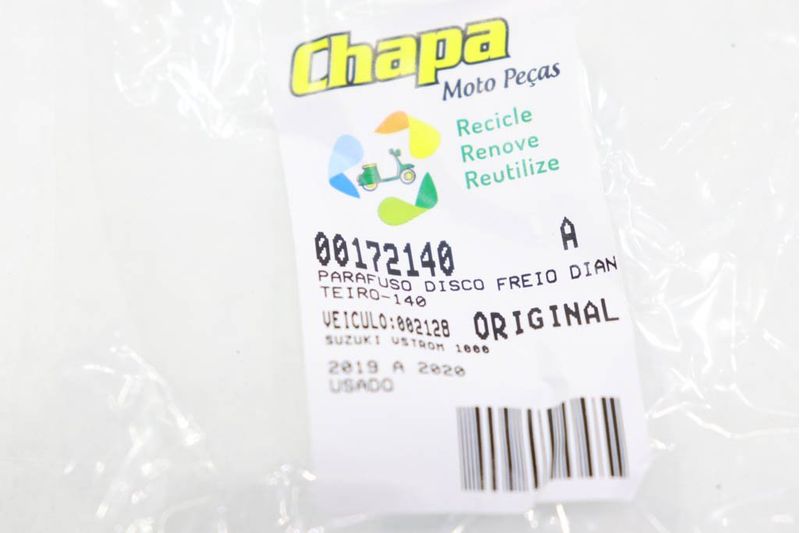 Chapa
Moto Peças
Recicle
Renove
Reutilize
00172140 A
PARAFUSO DISCO FREIO DIAN
TEIRO-140
VEICULO:002128 ORIGINAL
SUZUKI VSTROM 1000
2019 A 2020
USADO